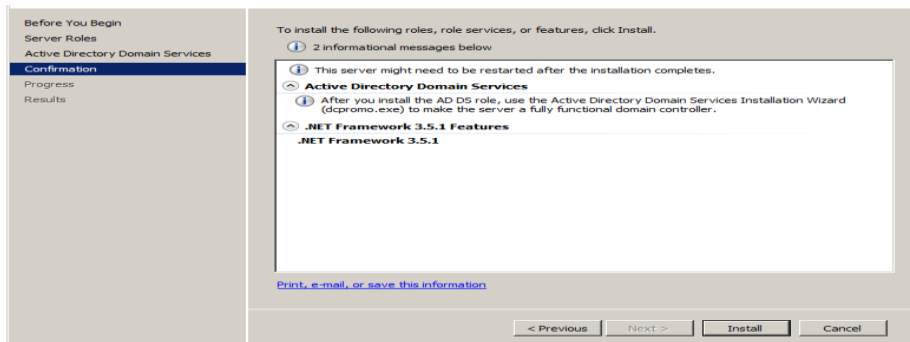 Before You Begin
Server Roles
Active Directory Domain Services
Confirmation
Progress
Results
To install the following roles, role services, or features, click Install.
2 informational messages below
This server might need to be restarted after the installation completes.
Active Directory Domain Services
After you install the AD DS role, use the Active Directory Domain Services Installation Wizard
(dcpromo.exe) to make the server a fully functional domain controller.
.NET Framework 3.5.1 Features
.NET Framework 3.5.1
Print, e-mail, or save this information
< Previous
Next >
Install
Cancel